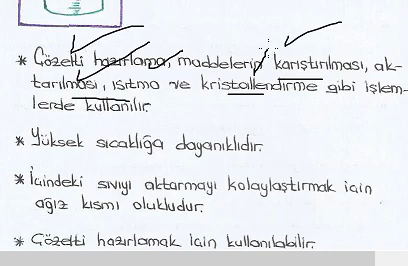 * Çözelti hazırlama, maddelerin karıştırılması, ak-
tarılması, ısıtma ve kristallendirme gibi işlem-
lerde kullanılır.
* Yüksek sıcaklığa dayanıklıdır.
* İçindeki sıvıyı aktarmayı kolaylaştırmak için
ağız kısmı olukludur.
* Çözelti hazırlamak için kullanılabilir.